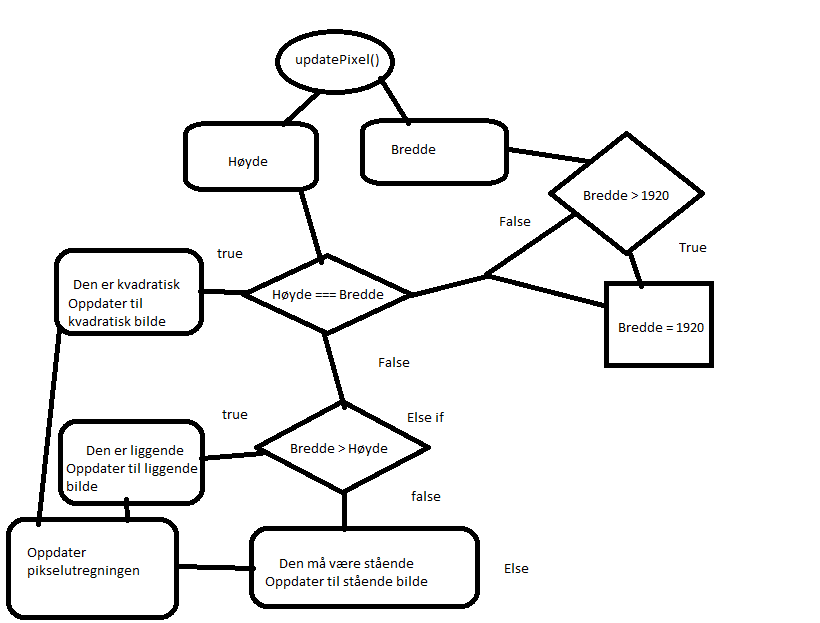 updatePixel()
Høyde
Bredde
Bredde > 1920
False
True
Bredde = 1920
true
Høyde === Bredde
Den er kvadratisk
Oppdater til
kvadratisk bilde
False
Else if
true
Bredde > Høyde
Den er liggende
Oppdater til liggende
bilde
false
Oppdater
pikselutregningen
Den må være stående
Oppdater til stående bilde
Else